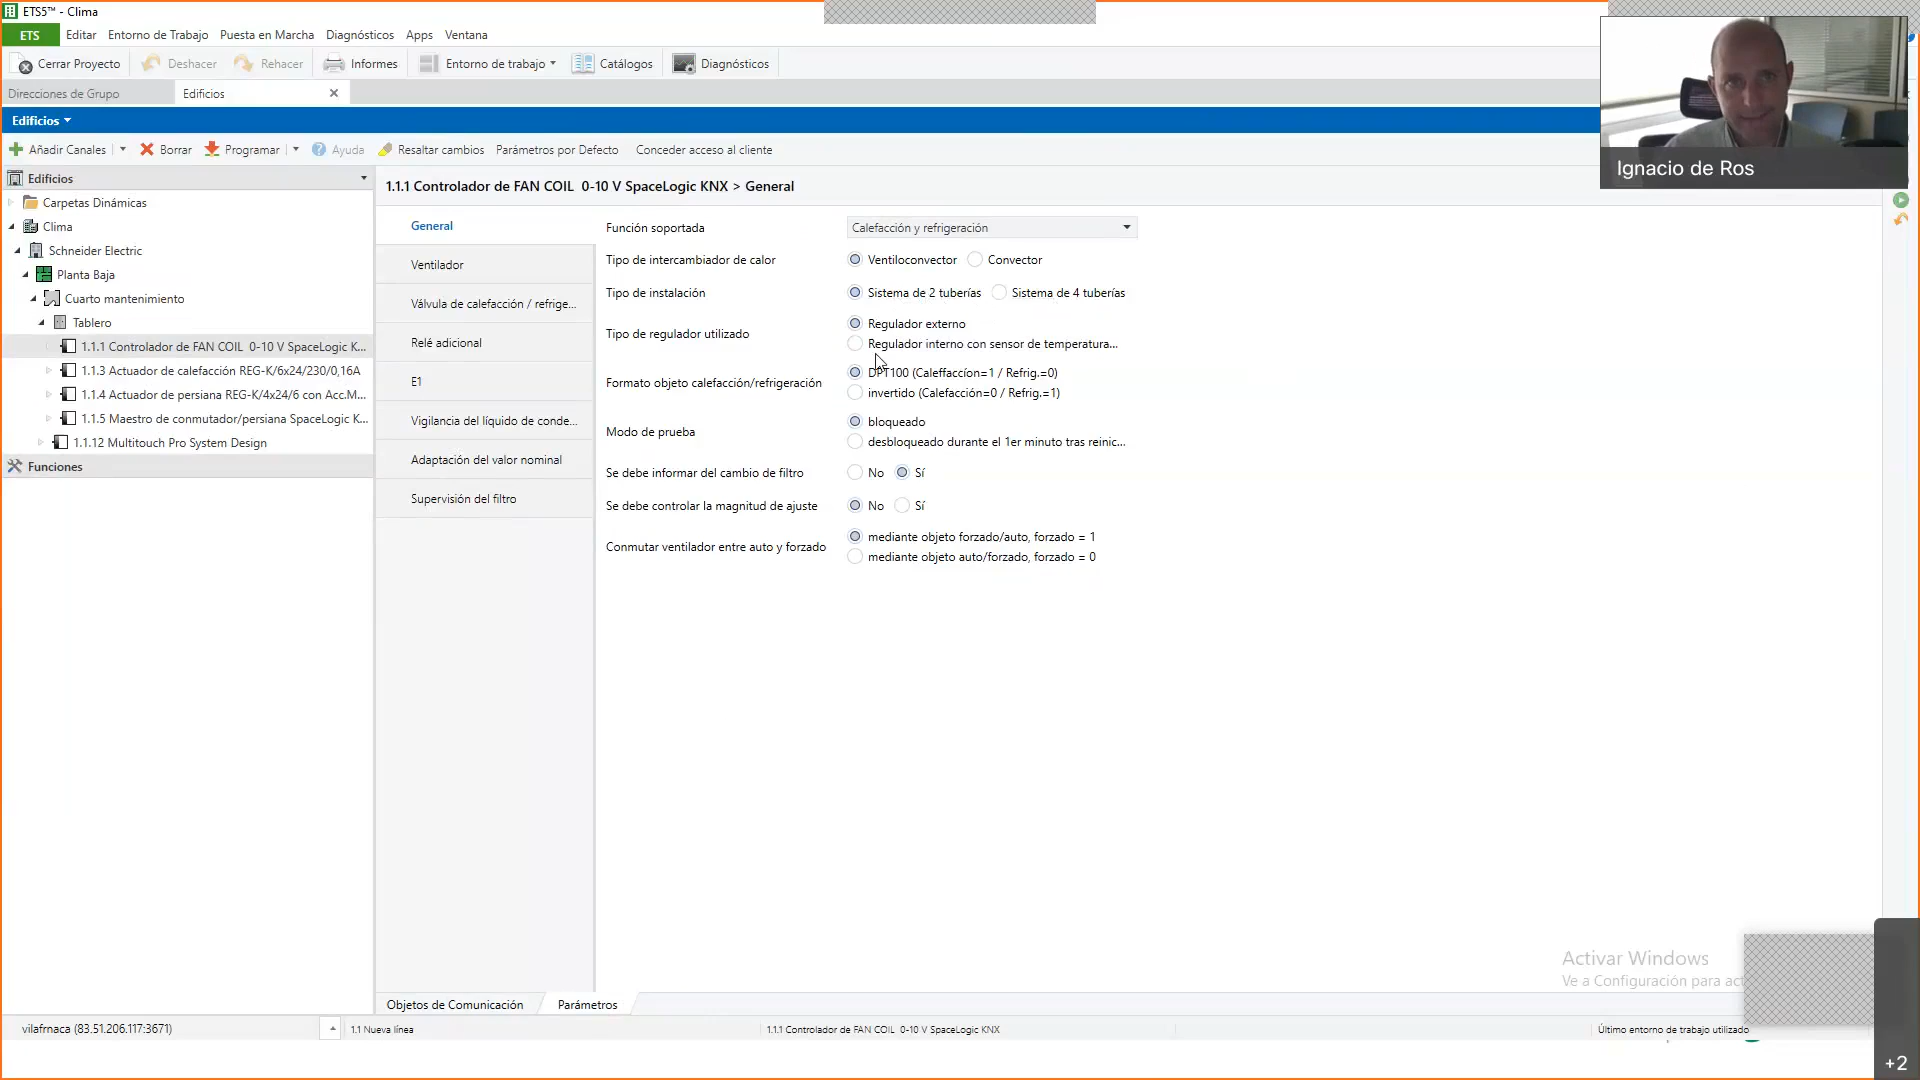 ETS5™ - Clima
ETS Editar Entorno de Trabajo Puesta en Marcha Diagnósticos Apps Ventana
Cerrar Proyecto Deshacer Rehacer Informes Entorno de trabajo Catálogos Diagnósticos
Direcciones de Grupo Edificios
Edificios
Añadir Canales Borrar Programar Ayuda Resaltar cambios Parámetros por Defecto Conceder acceso al cliente
Ignacio de Ros
Edificios
Carpetas Dinámicas
Clima
Schneider Electric
Planta Baja
Cuarto mantenimiento
Tablero
1.1.1 Controlador de FAN COIL 0-10 V SpaceLogic K...
1.1.3 Actuador de calefacción REG-K/6x24/230/0,16A
1.1.4 Actuador de persiana REG-K/4x24/6 con Acc.M...
1.1.5 Maestro de conmutador/persiana SpaceLogic K...
1.1.12 Multitouch Pro System Design
Funciones
1.1.1 Controlador de FAN COIL 0-10 V SpaceLogic KNX > General
General
Ventilador
Válvula de calefacción / refrige...
Relé adicional
E1
Vigilancia del líquido de conde...
Adaptación del valor nominal
Supervisión del filtro
Función soportada Calefacción y refrigeración
Tipo de intercambiador de calor Ventiloconvector Convector
Tipo de instalación Sistema de 2 tuberías Sistema de 4 tuberías
Tipo de regulador utilizado Regulador externo
Regulador interno con sensor de temperatura...
Formato objeto calefacción/refrigeración DPT100 (Caleffaccíon=1 / Refrig.=0)
invertido (Calefacción=0 / Refrig.=1)
Modo de prueba bloqueado
desbloqueado durante el 1er minuto tras reinic...
Se debe informar del cambio de filtro No Sí
Se debe controlar la magnitud de ajuste No Sí
Conmutar ventilador entre auto y forzado mediante objeto forzado/auto, forzado = 1
mediante objeto auto/forzado, forzado = 0
Activar Windows
Ve a Configuración para act
Objetos de Comunicación Parámetros
vilafrnaca (83.51.206.117:3671) 1.1 Nueva línea 1.1.1 Controlador de FAN COIL 0-10 V SpaceLogic KNX Último entorno de trabajo utilizado
+2